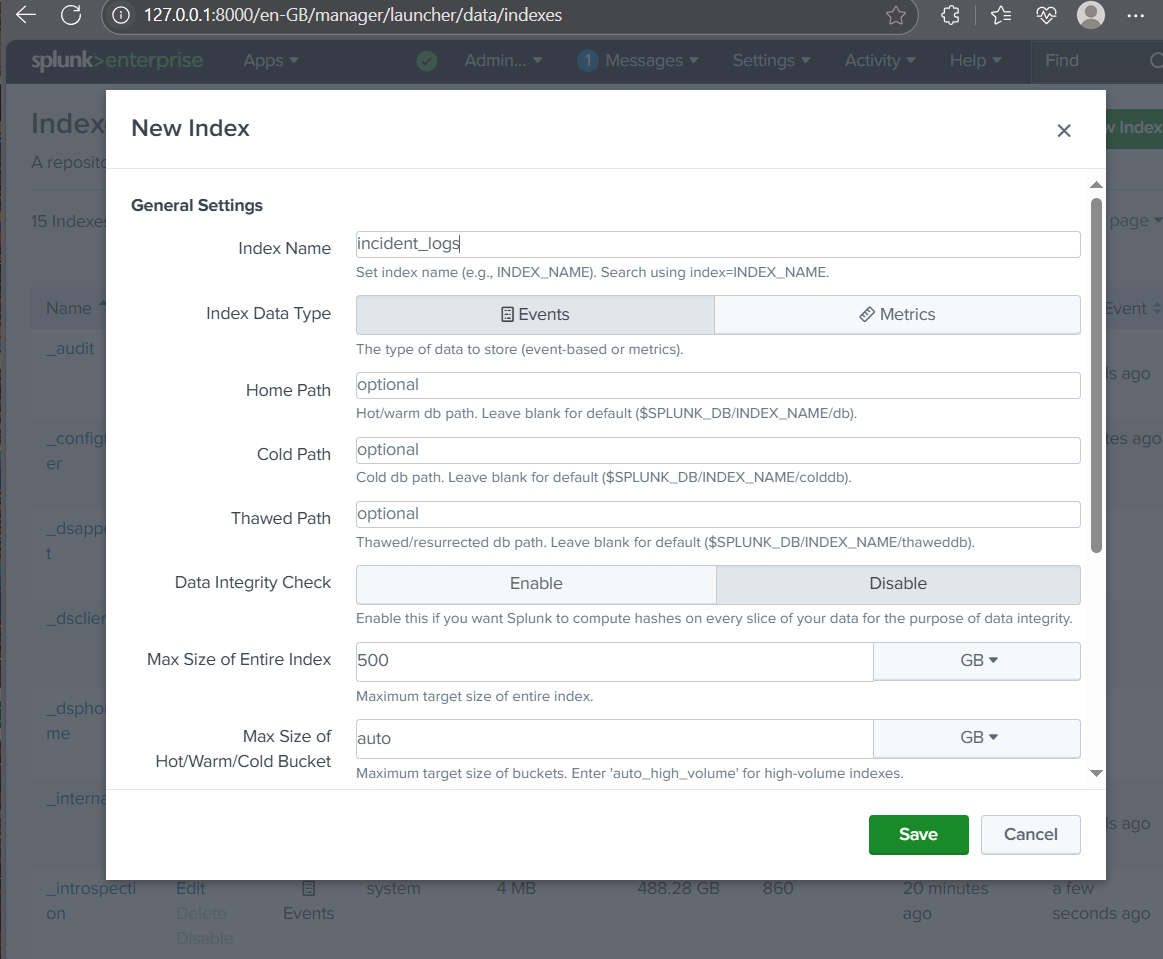 127.0.0.1:8000/en-GB/manager/launcher/data/indexes
splunk>enterprise Apps Admin... 1 Messages Settings Activity Help Find
Index
New Index
w Index
A reposito
General Settings
15 Indexes
page
Index Name incident_logs
Set index name (e.g., INDEX_NAME). Search using index=INDEX_NAME.
Name
Event
Index Data Type Events Metrics
The type of data to store (event-based or metrics).
_audit
s ago
Home Path optional
Hot/warm db path. Leave blank for default ($SPLUNK_DB/INDEX_NAME/db).
_configt
er
tes ago
Cold Path optional
Cold db path. Leave blank for default ($SPLUNK_DB/INDEX_NAME/colddb).
Thawed Path optional
Thawed/resurrected db path. Leave blank for default ($SPLUNK_DB/INDEX_NAME/thaweddb).
_dsapp
t
Data Integrity Check Enable Disable
Enable this if you want Splunk to compute hashes on every slice of your data for the purpose of data integrity.
_dsclien
Max Size of Entire Index 500 GB
Maximum target size of entire index.
_dspho
me
Max Size of
Hot/Warm/Cold Bucket auto GB
Maximum target size of buckets. Enter 'auto_high_volume' for high-volume indexes.
_interna
ds ago
Save Cancel
_introspecti
on
Edit
Delete
Disable
Events
system 4 MB 488.28 GB 860
20 minutes
ago
a few
seconds ago